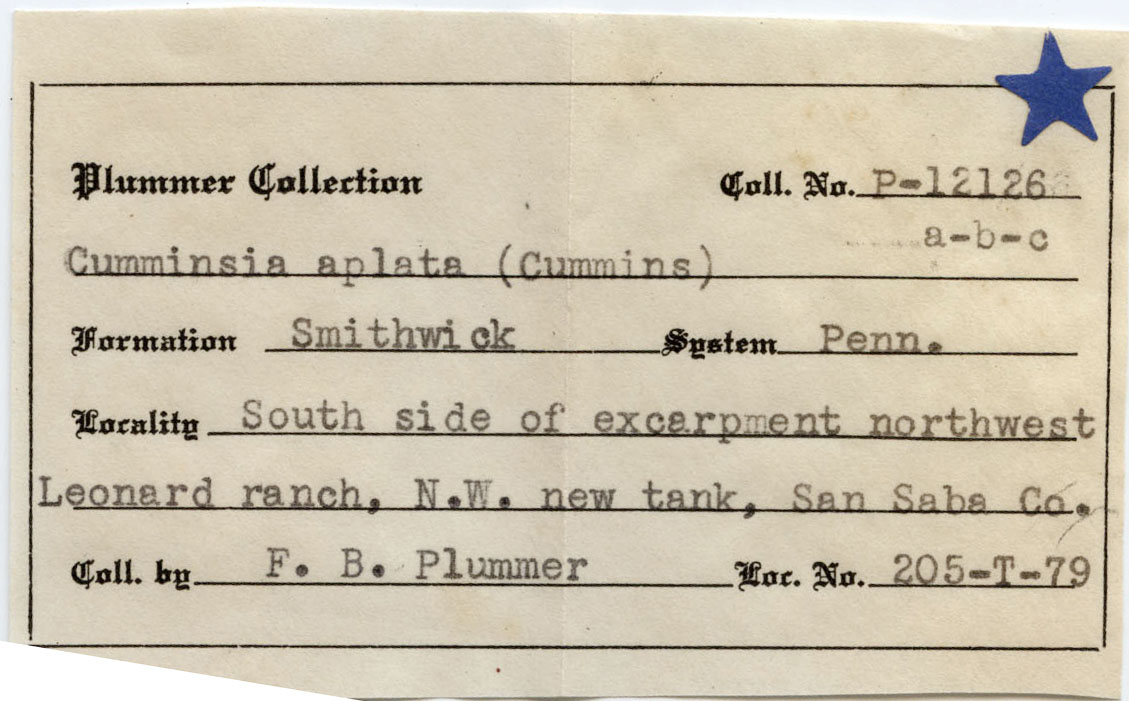 Plummer Collection Coll. No. P-12126
a-b-c
Cumminsia aplata (Cummins)
Formation Smithwick System Penn.
Locality South side of excarpment northwest
Leonard ranch, N.W. new tank, San Saba Co.
Coll. by F. B. Plummer Loc. No. 205-T-79